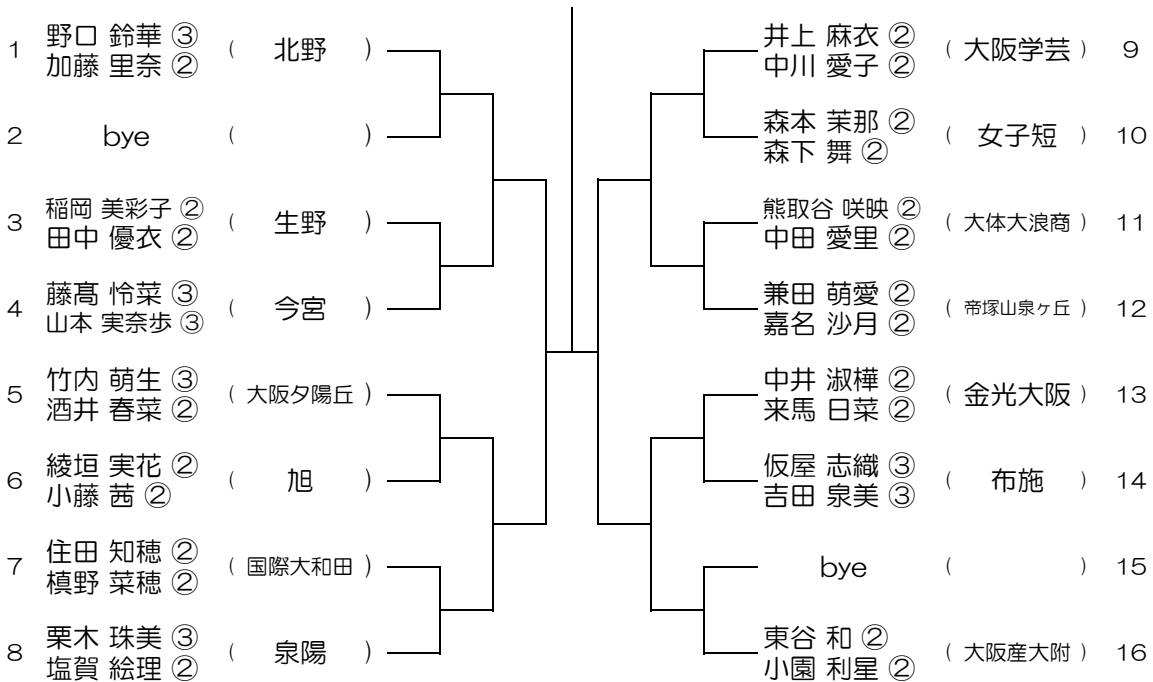 1 野口 鈴華 ③ ( 北野 )
加藤 里奈 ②
2 bye ( )
3 稲岡 美彩子 ② ( 生野 )
田中 優衣 ②
4 藤髙 怜菜 ③ ( 今宮 )
山本 実奈歩 ③
5 竹内 萌生 ③ ( 大阪夕陽丘 )
酒井 春菜 ②
6 綾垣 実花 ② ( 旭 )
小藤 茜 ②
7 住田 知穂 ② ( 国際大和田 )
槙野 菜穂 ②
8 栗木 珠美 ③ ( 泉陽 )
塩賀 絵理 ②
井上 麻衣 ② ( 大阪学芸 ) 9
中川 愛子 ②
森本 茉那 ② ( 女子短 ) 10
森下 舞 ②
熊取谷 咲映 ② ( 大体大浪商 ) 11
中田 愛里 ②
兼田 萌愛 ② ( 帝塚山泉ヶ丘 ) 12
嘉名 沙月 ②
中井 淑樺 ② ( 金光大阪 ) 13
来馬 日菜 ②
仮屋 志織 ③ ( 布施 ) 14
吉田 泉美 ③
bye ( ) 15
東谷 和 ② ( 大阪産大附 ) 16
小園 利星 ②